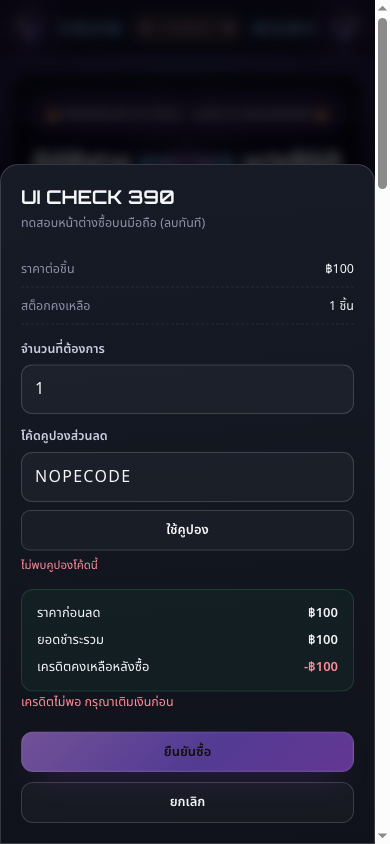 UI CHECK 390
ทดสอบหน้าต่างซื้อบนมือถือ (ลบทันที)
ราคาต่อชิ้น ฿100
สต็อกคงเหลือ 1 ชิ้น
จำนวนที่ต้องการ
1
โค้ดคูปองส่วนลด
NOPECODE
ใช้คูปอง
ไม่พบคูปองโค้ดนี้
ราคาก่อนลด ฿100
ยอดชำระรวม ฿100
เครดิตคงเหลือหลังซื้อ -฿100
เครดิตไม่พอ กรุณาเติมเงินก่อน
ยืนยันซื้อ
ยกเลิก